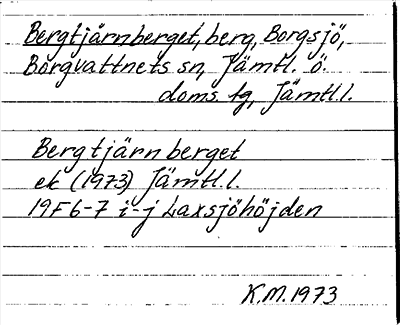 Bergtjärnberget, berg, Borgsjö,
Borgvattnets sn, Jämtl. ö.
doms. tg, Jämtl.l.
Bergtjärnberget
ek (1973) Jämtl.l.
19F6-7 i-j Laxsjöhöjden
K.M. 1973